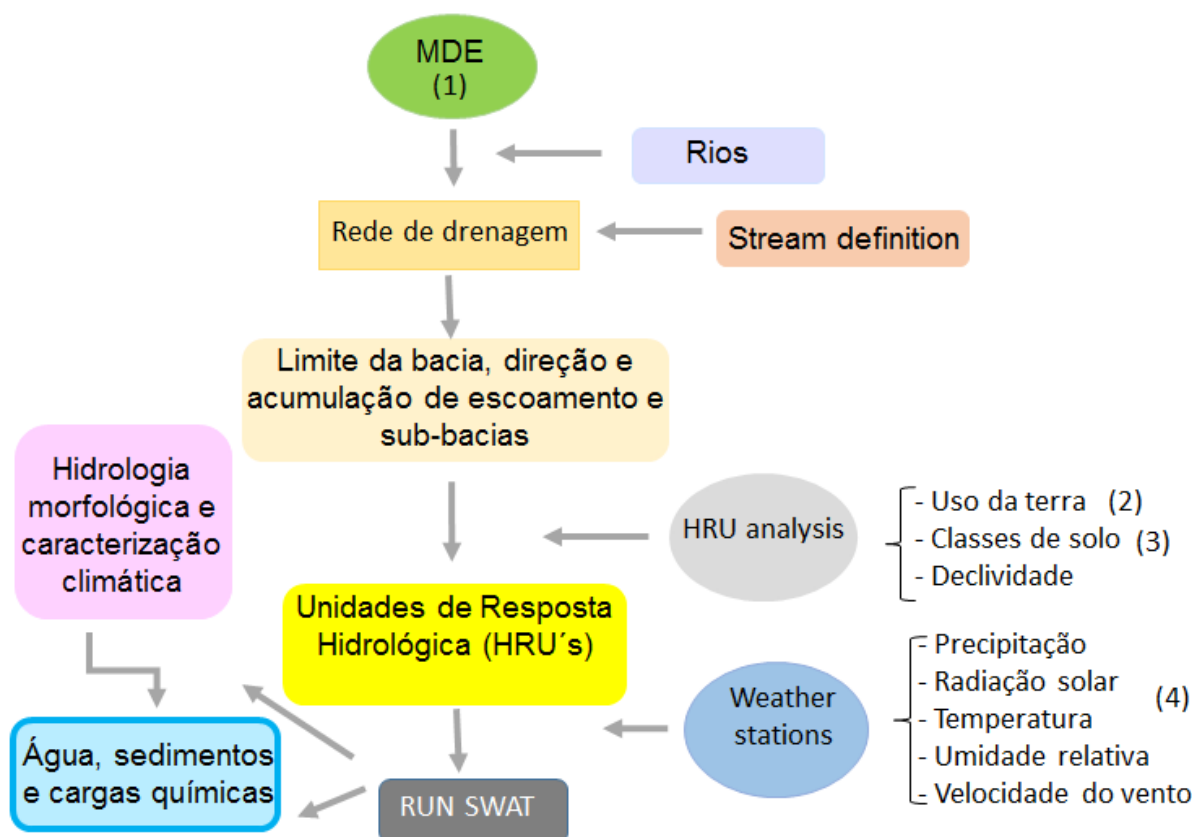 MDE
(1)
Rios
Rede de drenagem
Stream definition
Limite da bacia, direção e
acumulação de escoamento e
sub-bacias
Hidrologia
morfológica e
caracterização
climática
HRU analysis
- Uso da terra (2)
- Classes de solo (3)
- Declividade
Unidades de Resposta
Hidrológica (HRU´s)
Weather
stations
- Precipitação
- Radiação solar (4)
- Temperatura
- Umidade relativa
- Velocidade do vento
Água, sedimentos
e cargas químicas
RUN SWAT